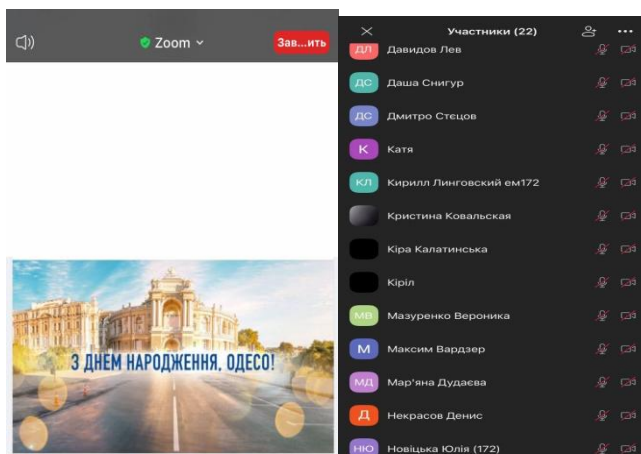 Zoom
Зав...ить
З ДНЕМ НАРОДЖЕННЯ, ОДЕСО!
Участники (22)
ДЛ Давидов Лев
ДС Даша Снигур
ДС Дмитро Стєцов
К Катя
КЛ Кирилл Линговский ем172
Кристина Ковальская
Кіра Калатинська
Кіріл
МВ Мазуренко Вероника
М Максим Вардзер
МД Мар'яна Дудаєва
Д Некрасов Денис
НЮ Новіцька Юлія (172)